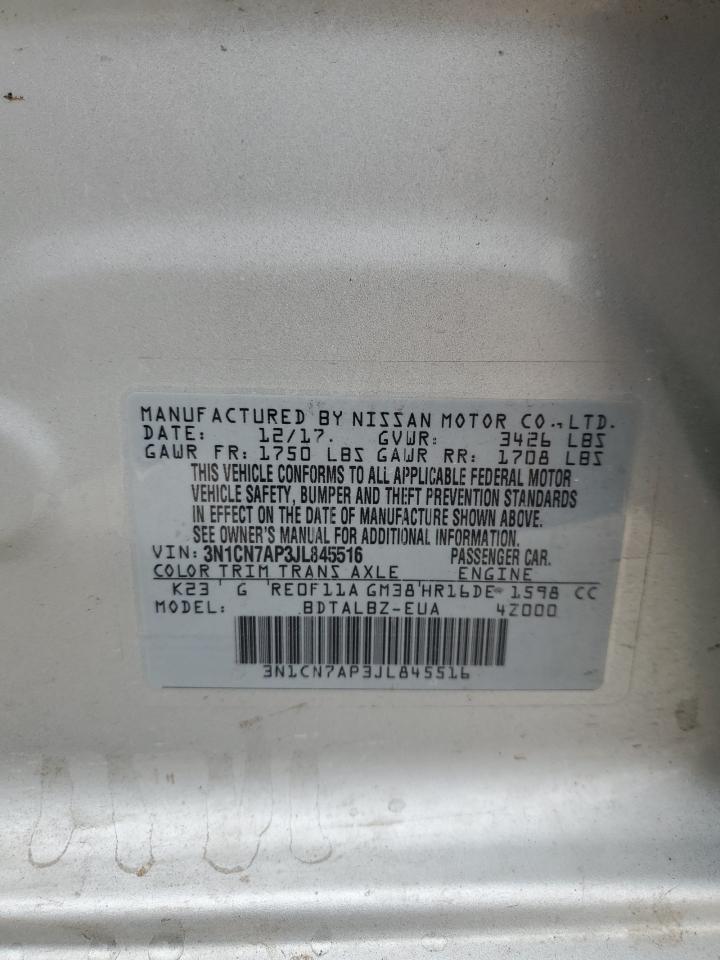 MANUFACTURED BY NISSAN MOTOR CO.,LTD.
DATE: 12/17. GVWR: 3426 LBS
GAWR FR: 1750 LBS GAWR RR: 1708 LBS
THIS VEHICLE CONFORMS TO ALL APPLICABLE FEDERAL MOTOR
VEHICLE SAFETY, BUMPER AND THEFT PREVENTION STANDARDS
IN EFFECT ON THE DATE OF MANUFACTURE SHOWN ABOVE.
SEE OWNER'S MANUAL FOR ADDITIONAL INFORMATION.
VIN: 3N1CN7AP3JL845516 PASSENGER CAR.
COLOR TRIM TRANS AXLE ENGINE
K23 G RE0F11A GM38 HR16DE 1598 CC
MODEL: BDTALBZ-EUA 4Z000
3N1CN7AP3JL845516